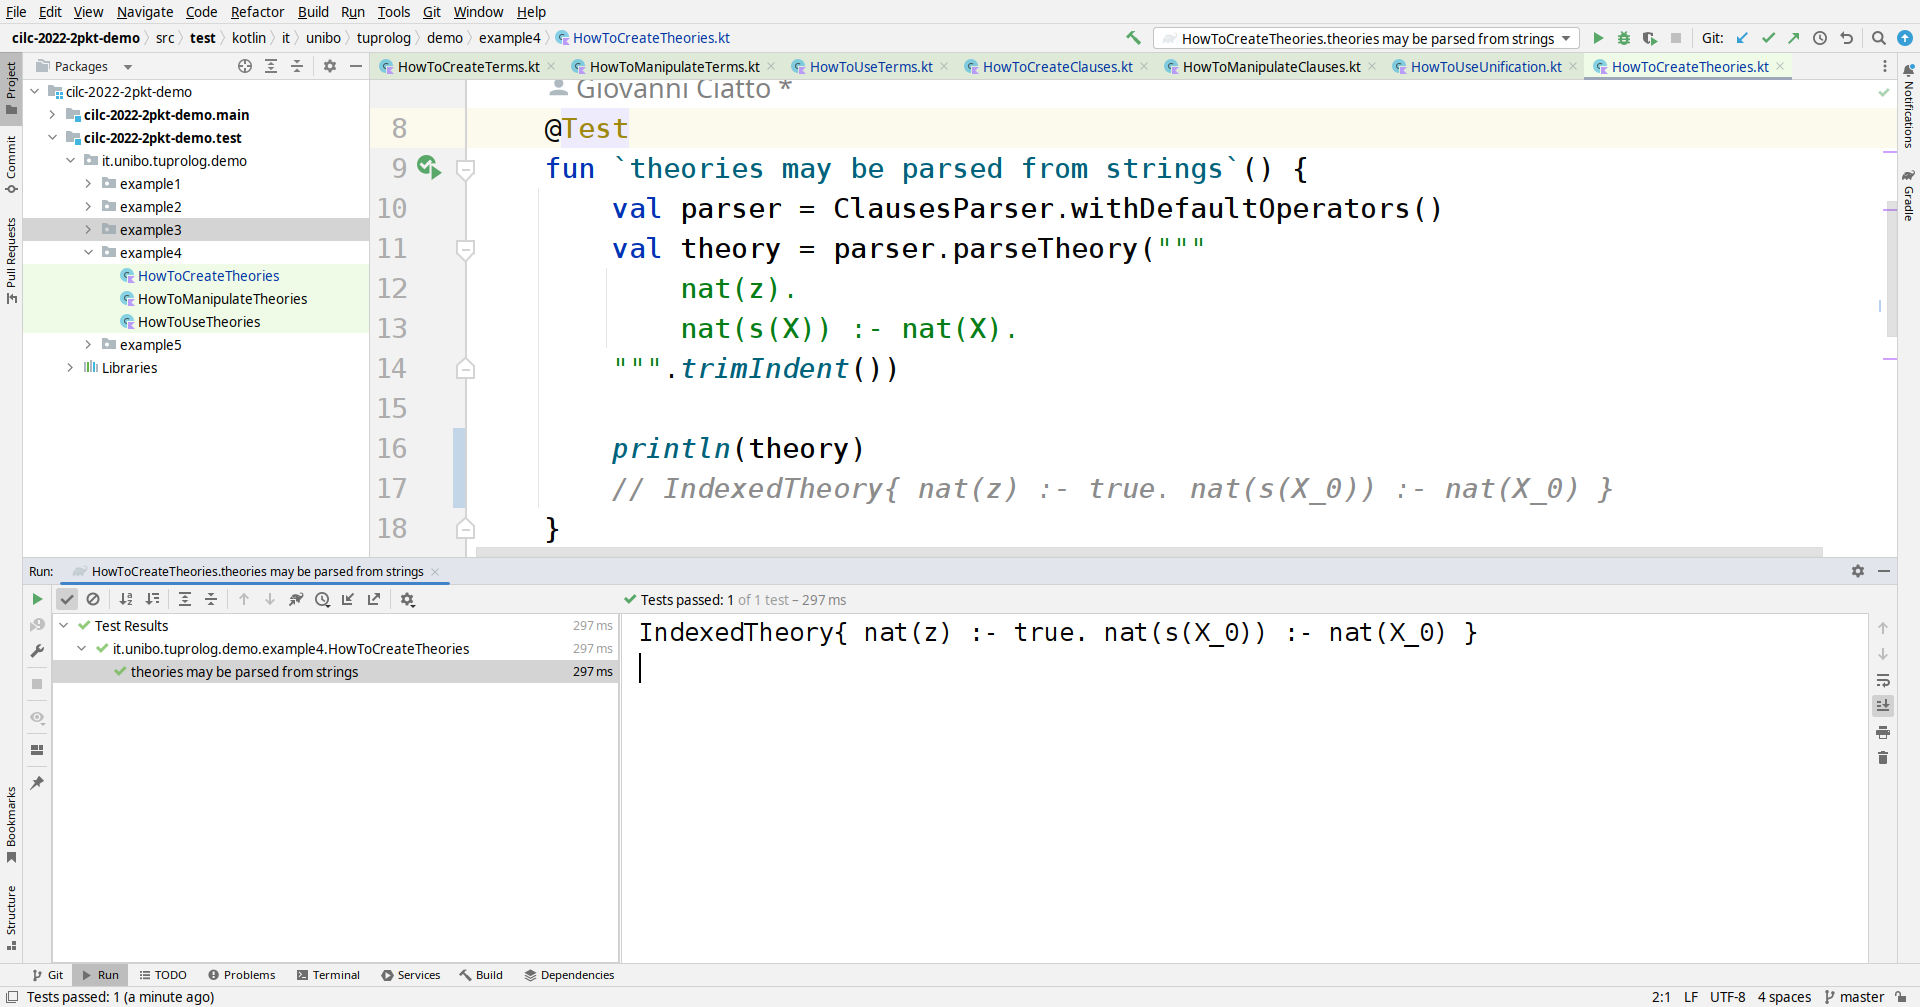 File Edit View Navigate Code Refactor Build Run Tools Git Window Help
cilc-2022-2pkt-demo src test kotlin it unibo tuprolog demo example4 HowToCreateTheories.kt HowToCreateTheories.theories may be parsed from strings Git:
Packages HowToCreateTerms.kt HowToManipulateTerms.kt HowToUseTerms.kt HowToCreateClauses.kt HowToManipulateClauses.kt HowToUseUnification.kt HowToCreateTheories.kt
Project
Commit
Pull Requests
cilc-2022-2pkt-demo
cilc-2022-2pkt-demo.main
cilc-2022-2pkt-demo.test
it.unibo.tuprolog.demo
example1
example2
example3
example4
HowToCreateTheories
HowToManipulateTheories
HowToUseTheories
example5
Libraries
Giovanni Ciatto *
8 @Test
9 fun `theories may be parsed from strings`() {
10 val parser = ClausesParser.withDefaultOperators()
11 val theory = parser.parseTheory("""
12 nat(z).
13 nat(s(X)) :- nat(X).
14 """.trimIndent())
15
16 println(theory)
17 // IndexedTheory{ nat(z) :- true. nat(s(X_0)) :- nat(X_0) }
18 }
Notifications
Gradle
Run: HowToCreateTheories.theories may be parsed from strings
Tests passed: 1 of 1 test – 297 ms
Test Results 297 ms
it.unibo.tuprolog.demo.example4.HowToCreateTheories 297 ms
theories may be parsed from strings 297 ms
IndexedTheory{ nat(z) :- true. nat(s(X_0)) :- nat(X_0) }
Bookmarks
Structure
Git Run TODO Problems Terminal Services Build Dependencies
Tests passed: 1 (a minute ago) 2:1 LF UTF-8 4 spaces master